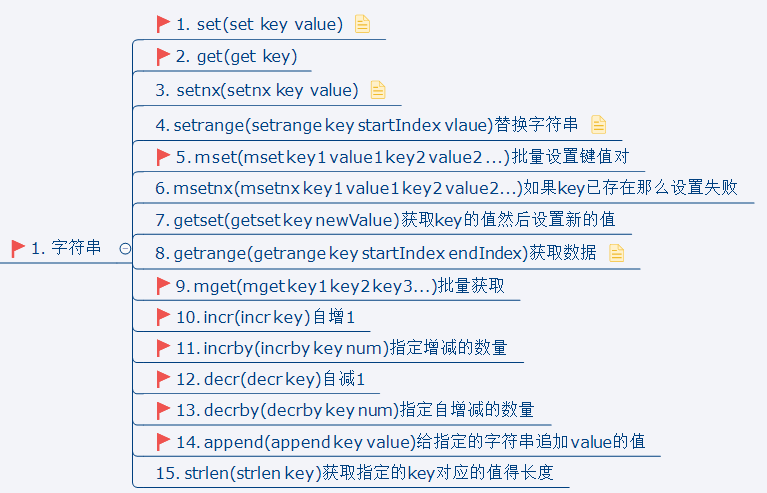 1. set(set key value)
2. get(get key)
3. setnx(setnx key value)
4. setrange(setrange key startIndex vlaue)替换字符串
5. mset(mset key1 value1 key2 value2 ...)批量设置键值对
6. msetnx(msetnx key1 value1 key2 value2...)如果key已存在那么设置失败
7. getset(getset key newValue)获取key的值然后设置新的值
1. 字符串
8. getrange(getrange key startIndex endIndex)获取数据
9. mget(mget key1 key2 key3...)批量获取
10. incr(incr key)自增1
11. incrby(incrby key num)指定增减的数量
12. decr(decr key)自减1
13. decrby(decrby key num)指定自增减的数量
14. append(append key value)给指定的字符串追加value的值
15. strlen(strlen key)获取指定的key对应的值得长度